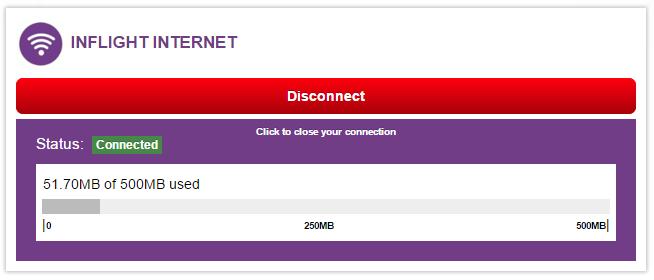 INFLIGHT INTERNET
Disconnect
Click to close your connection
Status: Connected
51.70MB of 500MB used
0 250MB 500MB